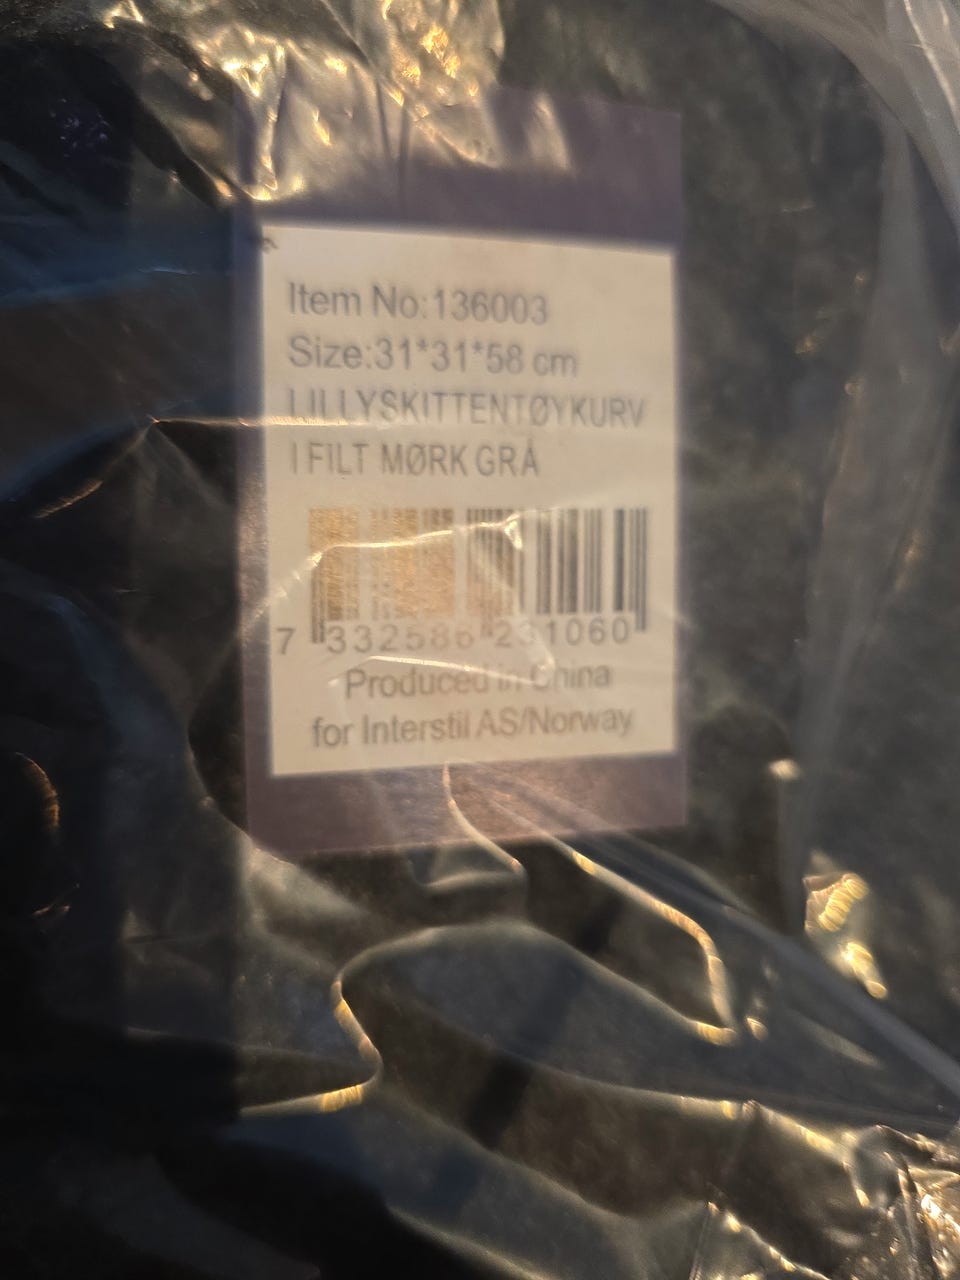 Item No:136003
Size:31*31*58 cm
LILLYSKITTENTØYKURV
I FILT MØRK GRÅ
7 332586 231060
Produced in China
for Interstil AS/Norway